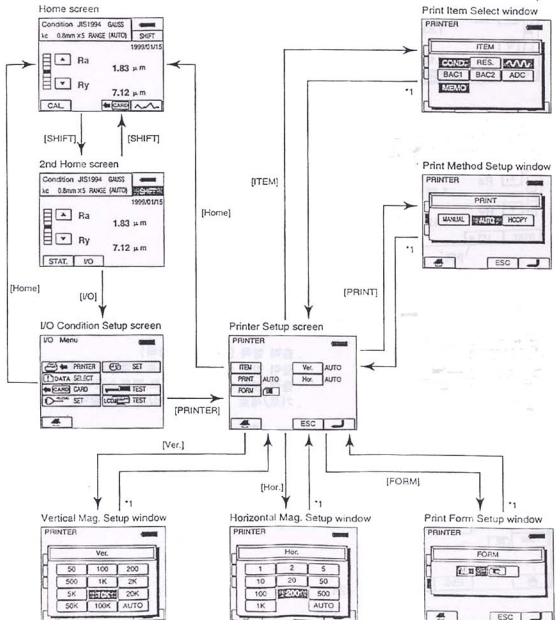 Home screen
Condition JIS1994 GAUSS
λc 0.8mm×5 RANGE (AUTO) SHIFT
1999/01/15
Ra
1.83 μm
Ry
7.12 μm
CAL. CARD
[SHIFT] [SHIFT]
2nd Home screen
Condition JIS1994 GAUSS
λc 0.8mm×5 RANGE (AUTO) SHIFT
1999/01/15
Ra
1.83 μm
Ry
7.12 μm
STAT. I/O
[Home]
[I/O]
[Home]
I/O Condition Setup screen
I/O Menu
PRINTER SET
DATA SELECT
CARD CARD TEST
SET LCD TEST
[PRINTER]
Printer Setup screen
PRINTER
ITEM Ver. AUTO
PRINT AUTO Hor. AUTO
FORM
ESC
Print Item Select window
PRINTER
ITEM
COND. RES.
BAC1 BAC2 ADC
MEMO
*1
[ITEM]
Print Method Setup window
PRINTER
PRINT
MANUAL AUTO HCOPY
ESC
*1
[PRINT]
[Ver.]
*1
[Hor.]
*1
[FORM]
*1
Vertical Mag. Setup window
PRINTER
Ver.
50 100 200
500 1K 2K
5K 10K 20K
50K 100K AUTO
Horizontal Mag. Setup window
PRINTER
Hor.
1 2 5
10 20 50
100 200 500
1K AUTO
Print Form Setup window
PRINTER
FORM
ESC